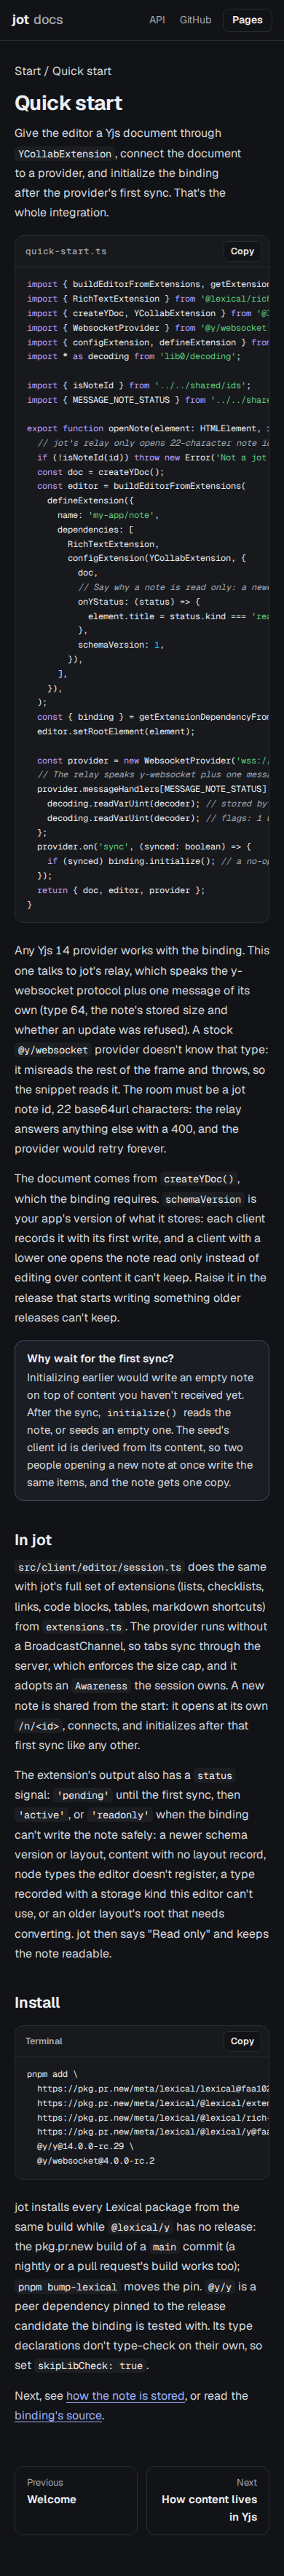 jot docs API GitHub Pages
Start / Quick start
Quick start
Give the editor a Yjs document through
YCollabExtension, connect the document
to a provider, and initialize the binding
after the provider's first sync. That's the
whole integration.
quick-start.ts Copy
import { buildEditorFromExtensions, getExtension
import { RichTextExtension } from '@lexical/rich
import { createYDoc, YCollabExtension } from '@l
import { WebsocketProvider } from '@y/websocket
import { configExtension, defineExtension } from
import * as decoding from 'lib0/decoding';
import { isNoteId } from '../../shared/ids';
import { MESSAGE_NOTE_STATUS } from '../../share
export function openNote(element: HTMLElement, i
// jot's relay only opens 22-character note id
if (!isNoteId(id)) throw new Error('Not a jot
const doc = createYDoc();
const editor = buildEditorFromExtensions(
defineExtension({
name: 'my-app/note',
dependencies: [
RichTextExtension,
configExtension(YCollabExtension, {
doc,
// Say why a note is read only: a newe
onYStatus: (status) => {
element.title = status.kind === 'rea
},
schemaVersion: 1,
}),
],
}),
);
const { binding } = getExtensionDependencyFrom
editor.setRootElement(element);
const provider = new WebsocketProvider('wss://
// The relay speaks y-websocket plus one messa
provider.messageHandlers[MESSAGE_NOTE_STATUS]
decoding.readVarUint(decoder); // stored by
decoding.readVarUint(decoder); // flags: 1
};
provider.on('sync', (synced: boolean) => {
if (synced) binding.initialize(); // a no-op
});
return { doc, editor, provider };
}
Any Yjs 14 provider works with the binding. This
one talks to jot's relay, which speaks the y-
websocket protocol plus one message of its
own (type 64, the note's stored size and
whether an update was refused). A stock
@y/websocket provider doesn't know that type:
it misreads the rest of the frame and throws, so
the snippet reads it. The room must be a jot
note id, 22 base64url characters: the relay
answers anything else with a 400, and the
provider would retry forever.
The document comes from createYDoc(),
which the binding requires. schemaVersion is
your app's version of what it stores: each client
records it with its first write, and a client with a
lower one opens the note read only instead of
editing over content it can't keep. Raise it in the
release that starts writing something older
releases can't keep.
Why wait for the first sync?
Initializing earlier would write an empty note
on top of content you haven't received yet.
After the sync, initialize() reads the
note, or seeds an empty one. The seed's
client id is derived from its content, so two
people opening a new note at once write the
same items, and the note gets one copy.
In jot
src/client/editor/session.ts does the same
with jot's full set of extensions (lists, checklists,
links, code blocks, tables, markdown shortcuts)
from extensions.ts. The provider runs without
a BroadcastChannel, so tabs sync through the
server, which enforces the size cap, and it
adopts an Awareness the session owns. A new
note is shared from the start: it opens at its own
/n/<id>, connects, and initializes after that
first sync like any other.
The extension's output also has a status
signal: 'pending' until the first sync, then
'active', or 'readonly' when the binding
can't write the note safely: a newer schema
version or layout, content with no layout record,
node types the editor doesn't register, a type
recorded with a storage kind this editor can't
use, or an older layout's root that needs
converting. jot then says "Read only" and keeps
the note readable.
Install
Terminal Copy
pnpm add \
https://pkg.pr.new/meta/lexical/lexical@faa102
https://pkg.pr.new/meta/lexical/@lexical/exten
https://pkg.pr.new/meta/lexical/@lexical/rich-
https://pkg.pr.new/meta/lexical/@lexical/y@faa
@y/y@14.0.0-rc.29 \
@y/websocket@4.0.0-rc.2
jot installs every Lexical package from the
same build while @lexical/y has no release:
the pkg.pr.new build of a main commit (a
nightly or a pull request's build works too);
pnpm bump-lexical moves the pin. @y/y is a
peer dependency pinned to the release
candidate the binding is tested with. Its type
declarations don't type-check on their own, so
set skipLibCheck: true.
Next, see how the note is stored, or read the
binding's source.
Previous
Welcome
Next
How content lives
in Yjs